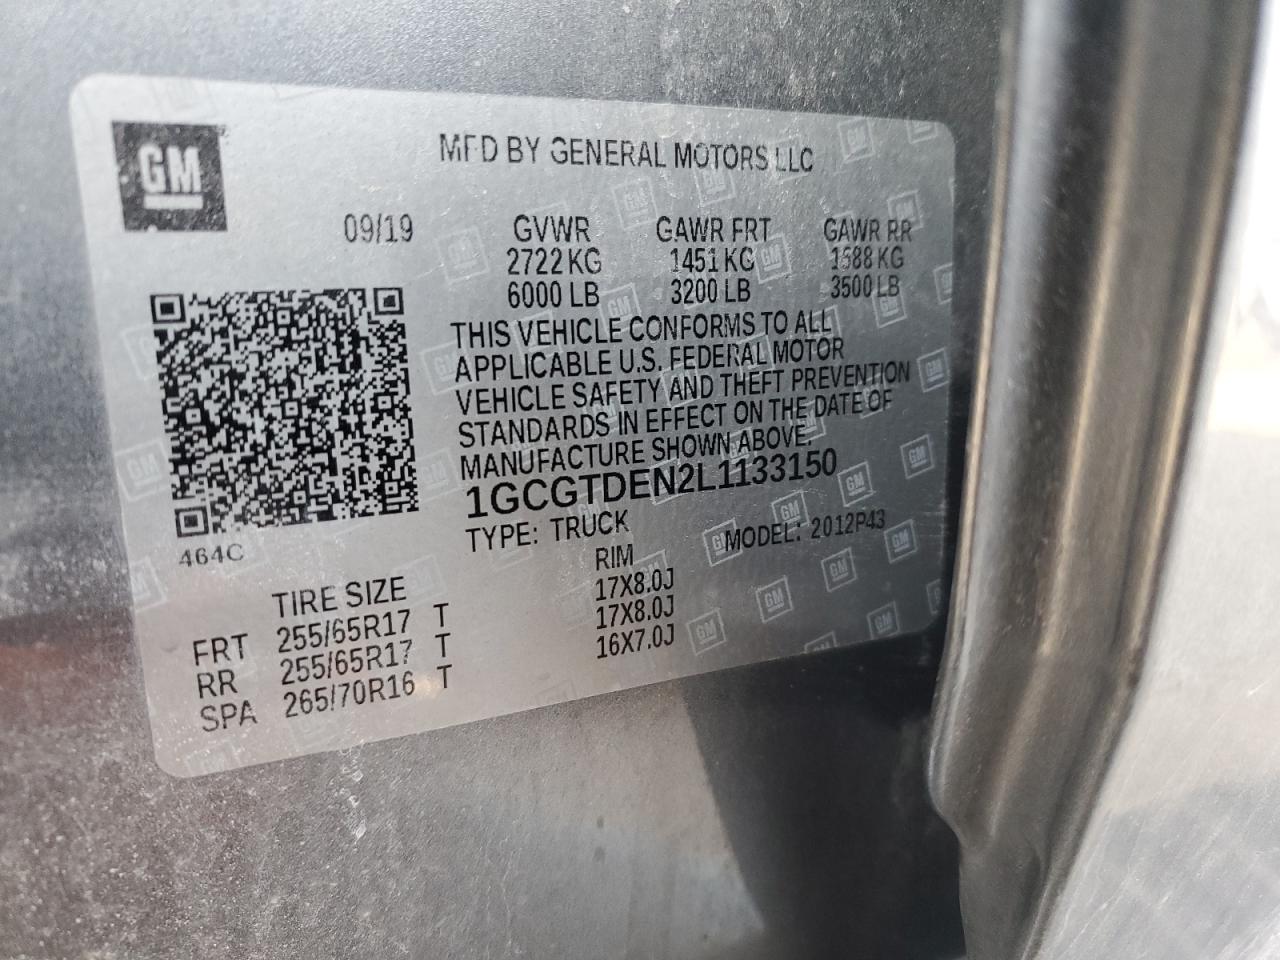 GM
MFD BY GENERAL MOTORS LLC
09/19 GVWR GAWR FRT GAWR RR
2722 KG 1451 KG 1588 KG
6000 LB 3200 LB 3500 LB
THIS VEHICLE CONFORMS TO ALL
APPLICABLE U.S. FEDERAL MOTOR
VEHICLE SAFETY AND THEFT PREVENTION
STANDARDS IN EFFECT ON THE DATE OF
MANUFACTURE SHOWN ABOVE.
1GCGTDEN2L1133150
TYPE: TRUCK MODEL: 2012P43
464C
TIRE SIZE RIM
FRT 255/65R17 T 17X8.0J
RR 255/65R17 T 17X8.0J
SPA 265/70R16 T 16X7.0J